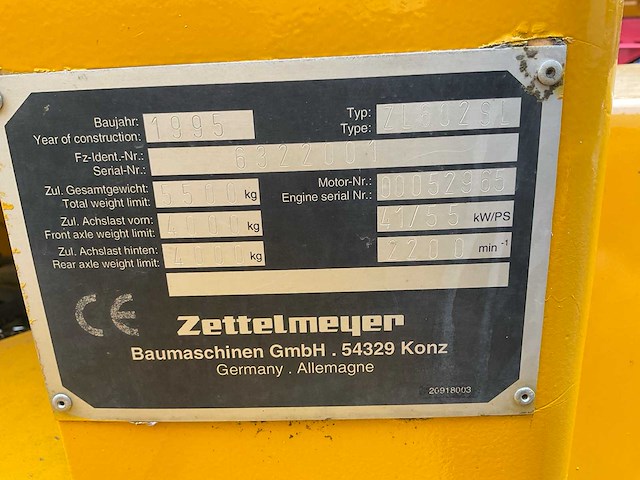 Baujahr: 1995 Typ: ZL 602SL
Year of construction: Type:
Fz-Ident.-Nr.: 6322001
Serial-Nr.:
Zul. Gesamtgewicht: 5500 kg Motor-Nr.: 00052965
Total weight limit: Engine serial Nr.:
Zul. Achslast vorn: 4000 kg 41/55 kW/PS
Front axle weight limit:
Zul. Achslast hinten: 4000 kg 2200 min -1
Rear axle weight limit:
CE Zettelmeyer
Baumaschinen GmbH . 54329 Konz
Germany . Allemagne
20918003